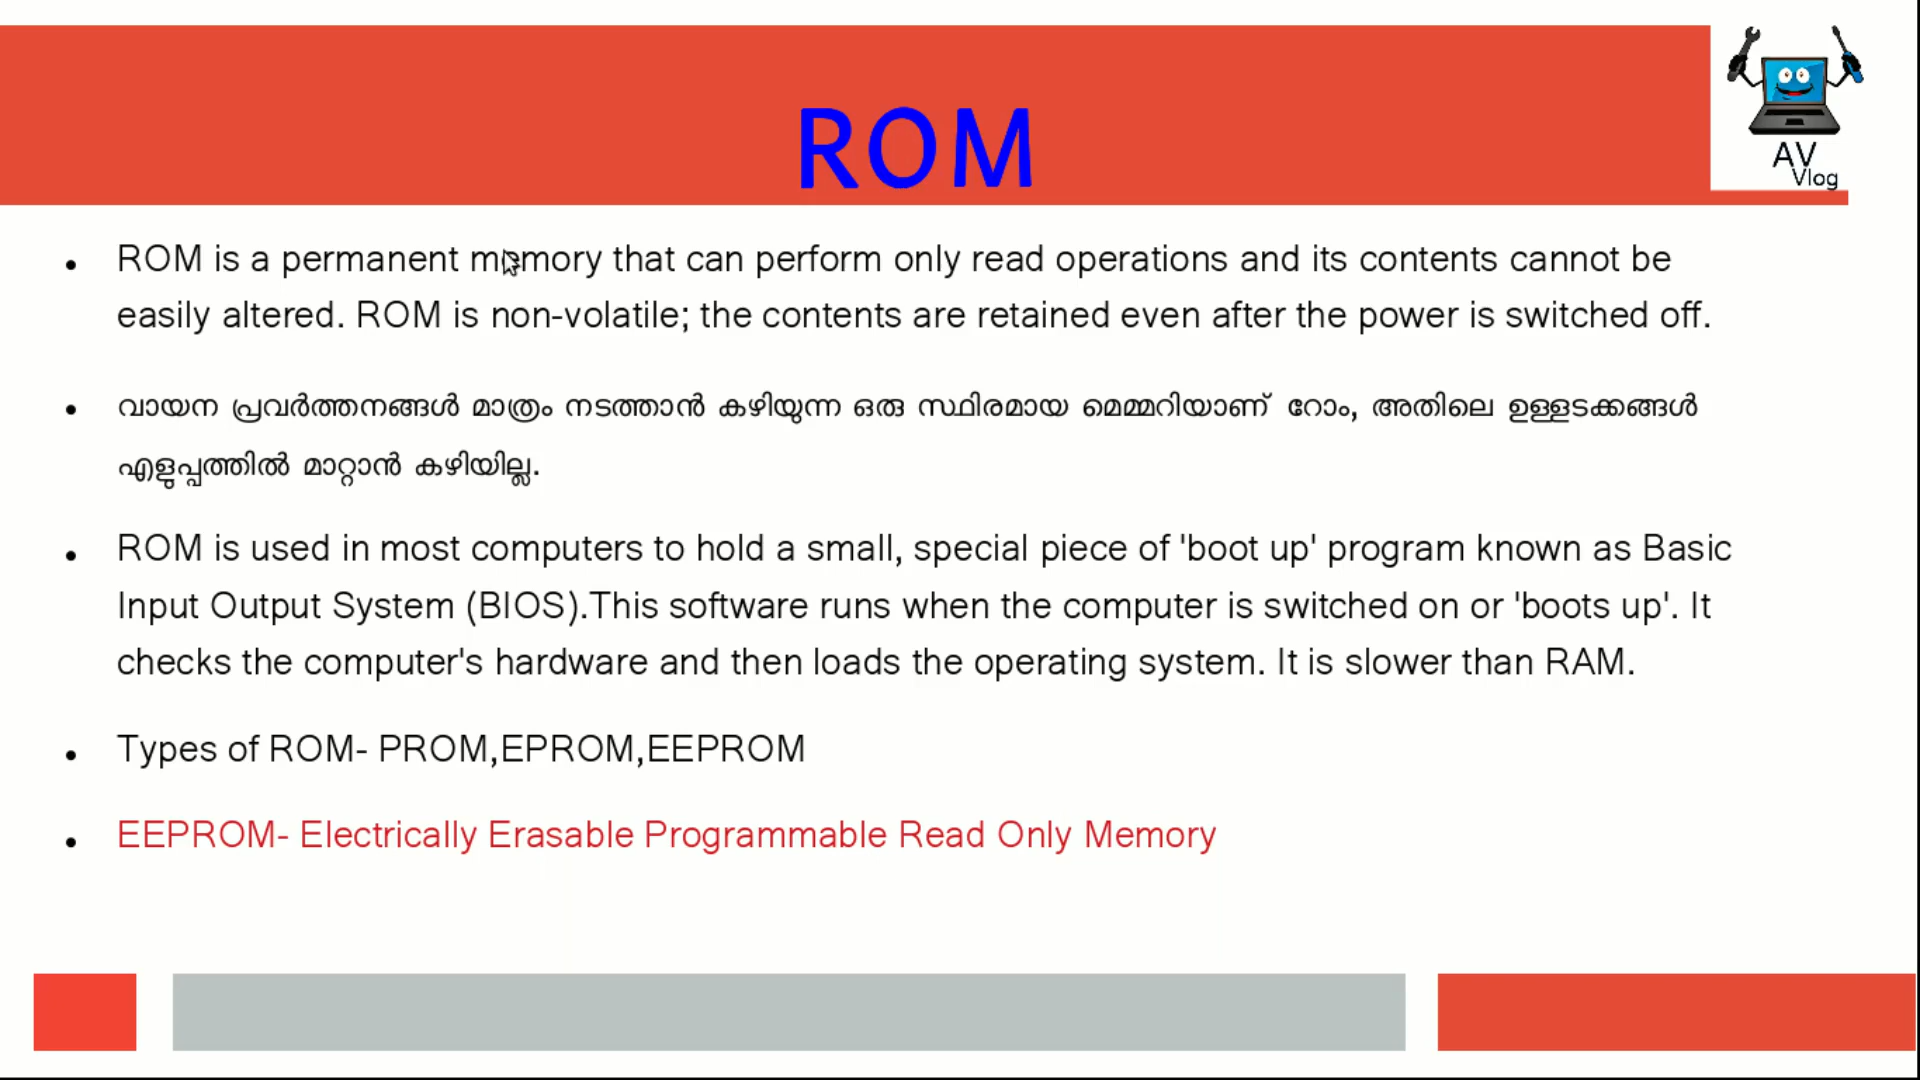 ROM
AV
Vlog
ROM is a permanent memory that can perform only read operations and its contents cannot be
easily altered. ROM is non-volatile; the contents are retained even after the power is switched off.
വായന പ്രവർത്തനങ്ങൾ മാത്രം നടത്താൻ കഴിയുന്ന ഒരു സ്ഥിരമായ മെമ്മറിയാണ് റോം, അതിലെ ഉള്ളടക്കങ്ങൾ
എളുപ്പത്തിൽ മാറ്റാൻ കഴിയില്ല.
ROM is used in most computers to hold a small, special piece of 'boot up' program known as Basic
Input Output System (BIOS).This software runs when the computer is switched on or 'boots up'. It
checks the computer's hardware and then loads the operating system. It is slower than RAM.
Types of ROM- PROM,EPROM,EEPROM
EEPROM- Electrically Erasable Programmable Read Only Memory